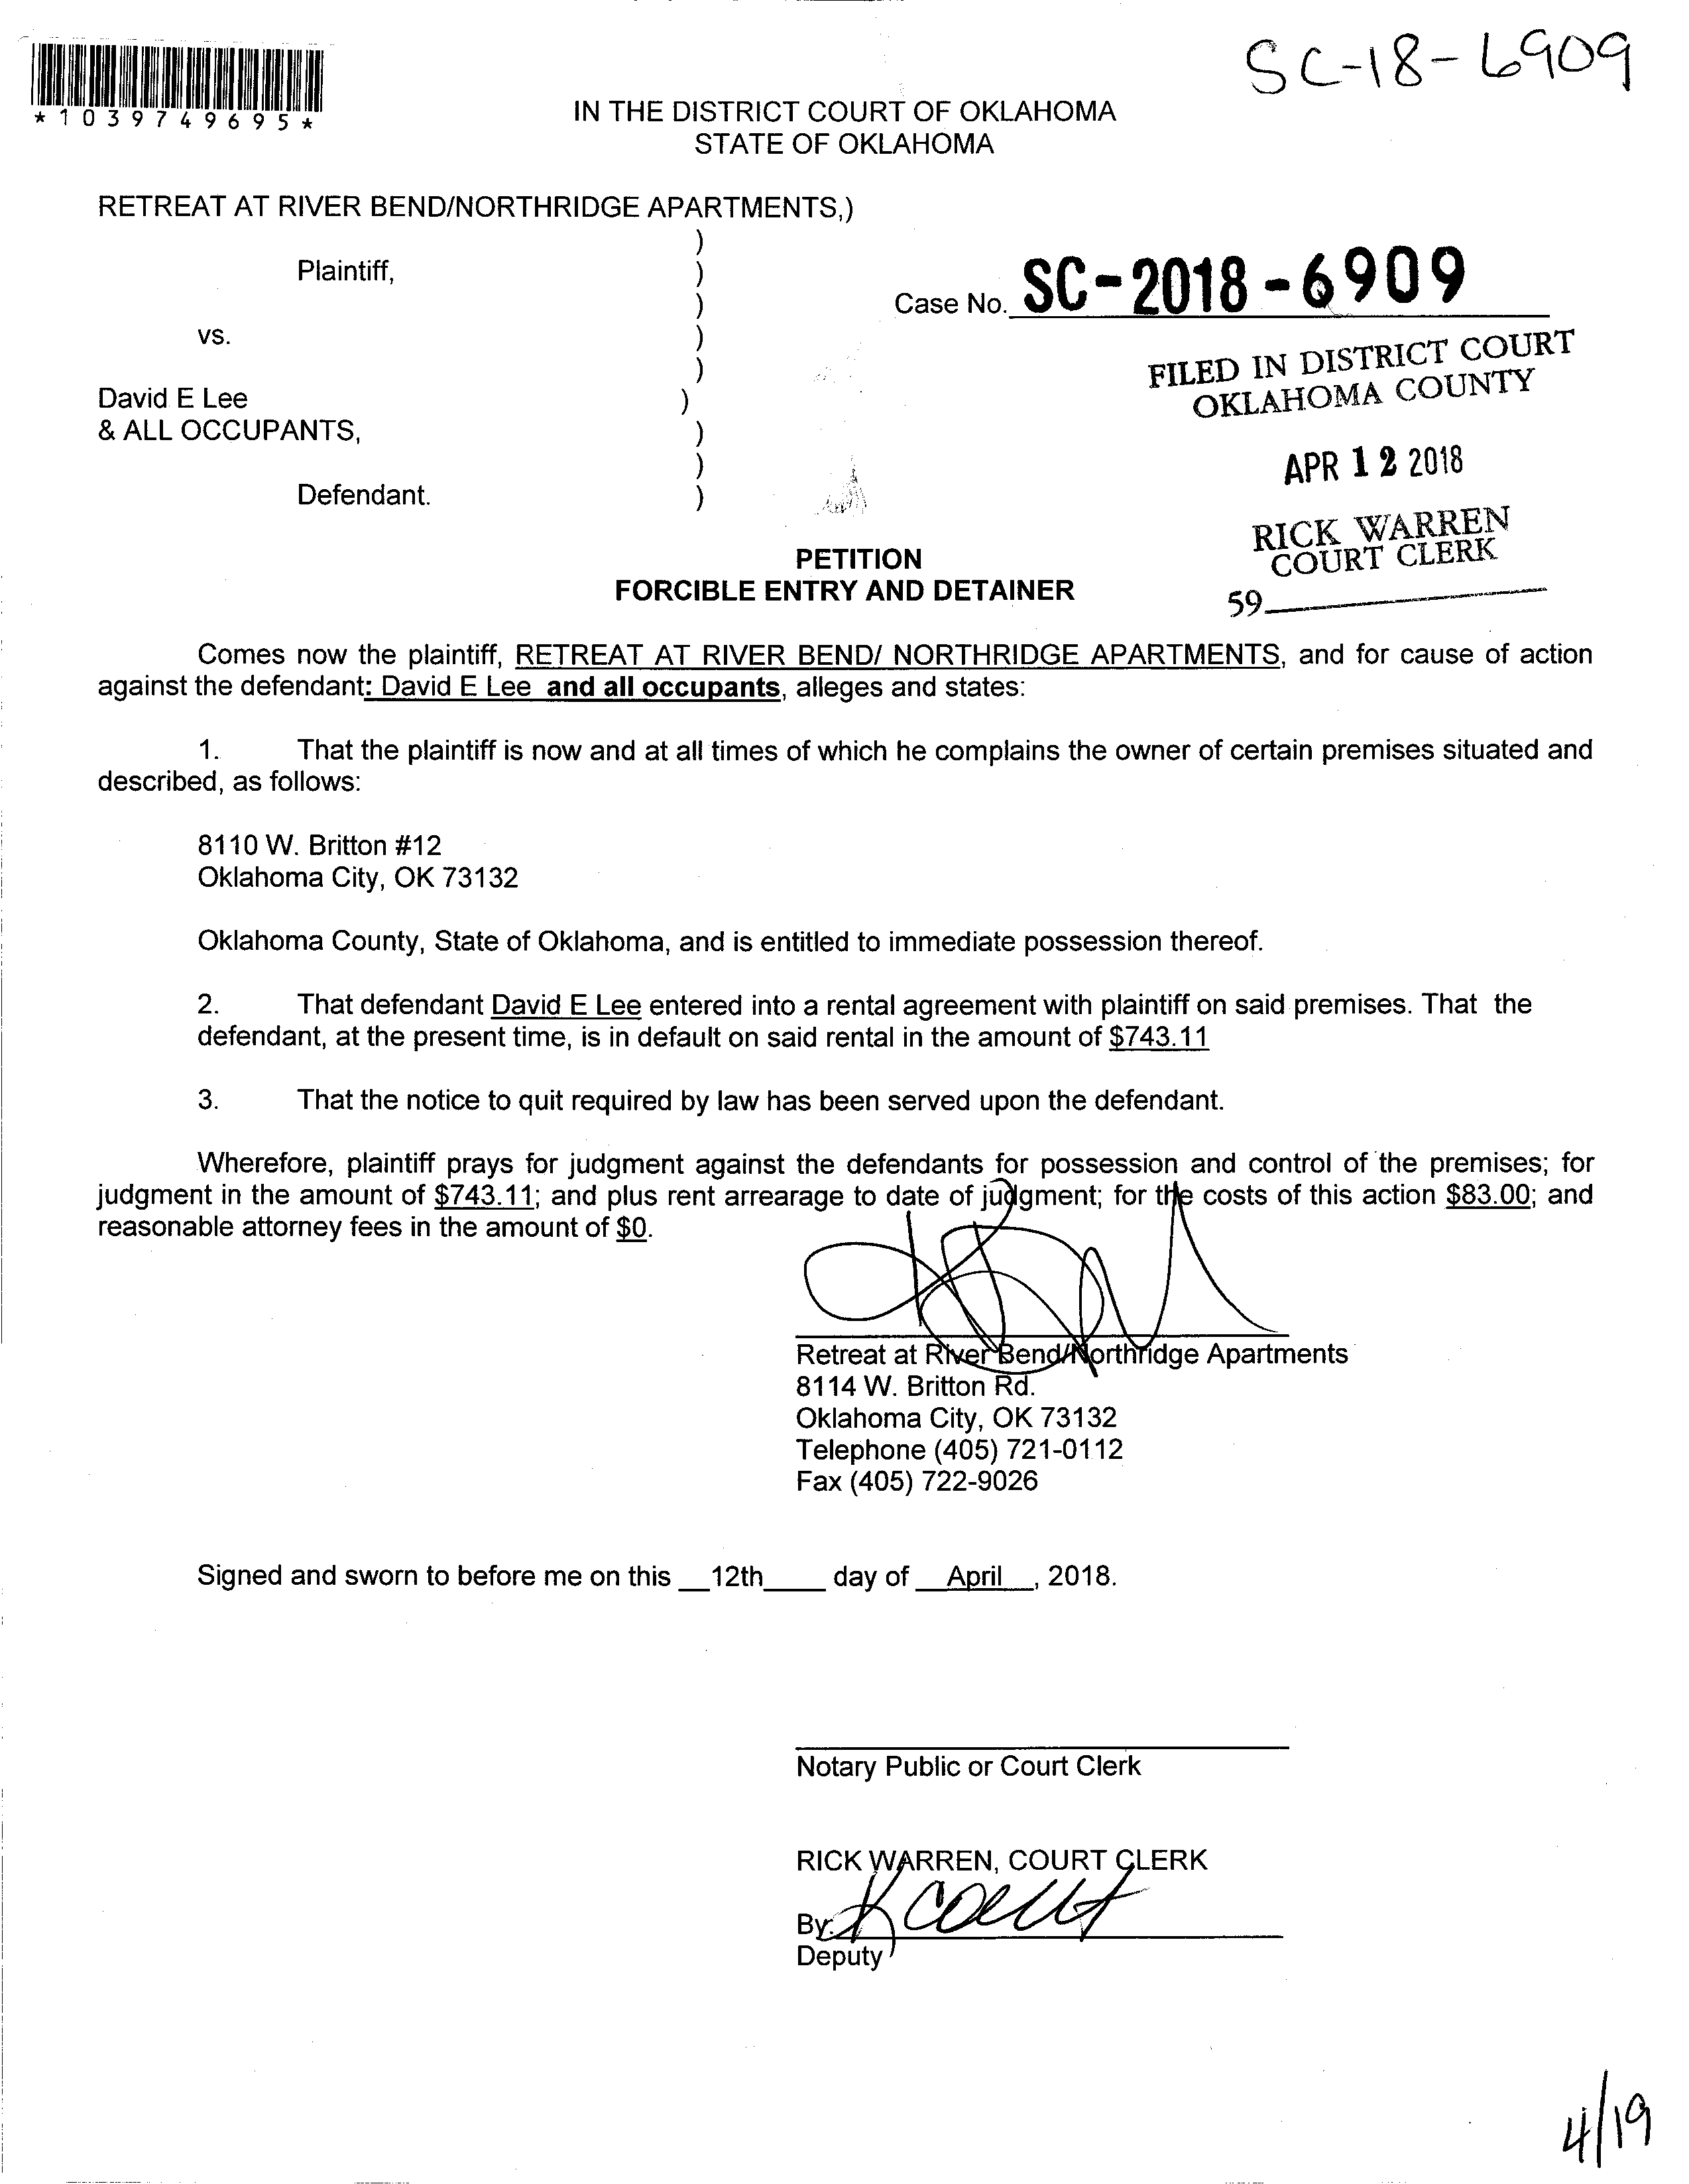 SC-18-6909
*1039749695*
IN THE DISTRICT COURT OF OKLAHOMA
STATE OF OKLAHOMA
RETREAT AT RIVER BEND/NORTHRIDGE APARTMENTS,)
)
Plaintiff, )
) Case No. SC-2018-6909
vs. )
)
David E Lee )
& ALL OCCUPANTS, )
)
Defendant. )
FILED IN DISTRICT COURT
OKLAHOMA COUNTY
APR 12 2018
RICK WARREN
COURT CLERK
59
PETITION
FORCIBLE ENTRY AND DETAINER
Comes now the plaintiff, RETREAT AT RIVER BEND/ NORTHRIDGE APARTMENTS, and for cause of action
against the defendant: David E Lee and all occupants, alleges and states:
1. That the plaintiff is now and at all times of which he complains the owner of certain premises situated and
described, as follows:
8110 W. Britton #12
Oklahoma City, OK 73132
Oklahoma County, State of Oklahoma, and is entitled to immediate possession thereof.
2. That defendant David E Lee entered into a rental agreement with plaintiff on said premises. That the
defendant, at the present time, is in default on said rental in the amount of $743.11
3. That the notice to quit required by law has been served upon the defendant.
Wherefore, plaintiff prays for judgment against the defendants for possession and control of the premises; for
judgment in the amount of $743.11; and plus rent arrearage to date of judgment; for the costs of this action $83.00; and
reasonable attorney fees in the amount of $0.
Retreat at River Bend/Northridge Apartments
8114 W. Britton Rd.
Oklahoma City, OK 73132
Telephone (405) 721-0112
Fax (405) 722-9026
Signed and sworn to before me on this __12th____ day of __April__, 2018.
Notary Public or Court Clerk
RICK WARREN, COURT CLERK
By:
Deputy
4/19